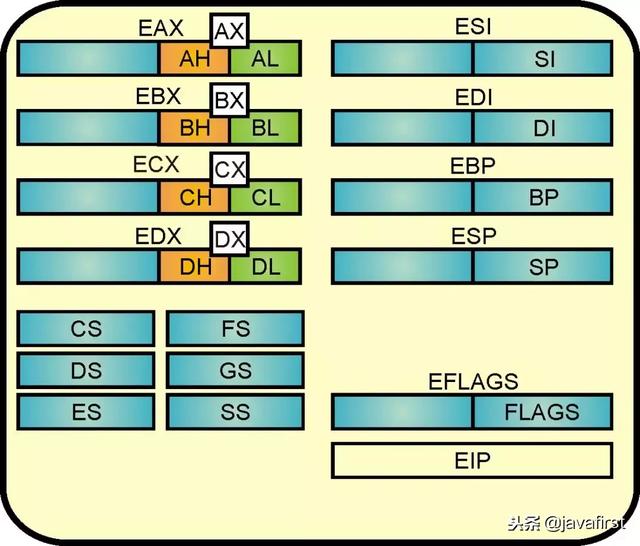 EAX AX
AH AL
EBX BX
BH BL
ECX CX
CH CL
EDX DX
DH DL
CS FS
DS GS
ES SS
ESI
SI
EDI
DI
EBP
BP
ESP
SP
EFLAGS
FLAGS
EIP
头条 @javafirst